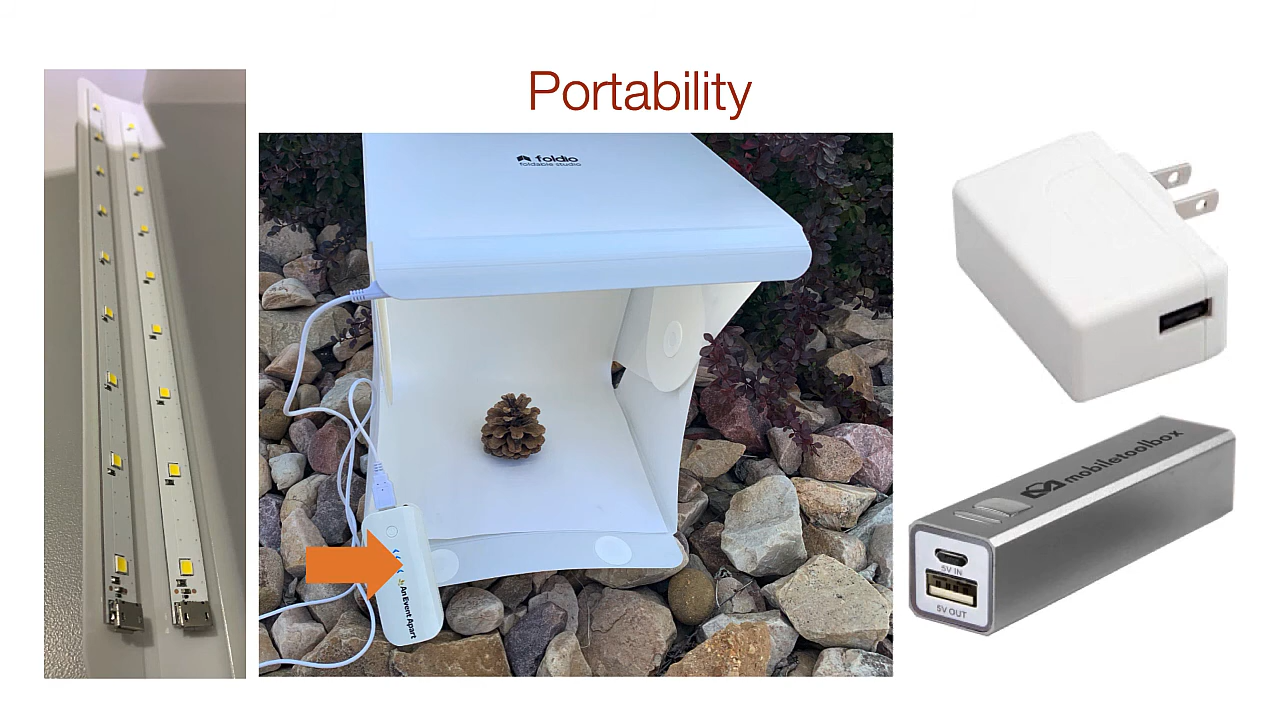 Portability
foldio
foldable studio
An Event Apart
mobiletoolbox
5V IN
5V OUT